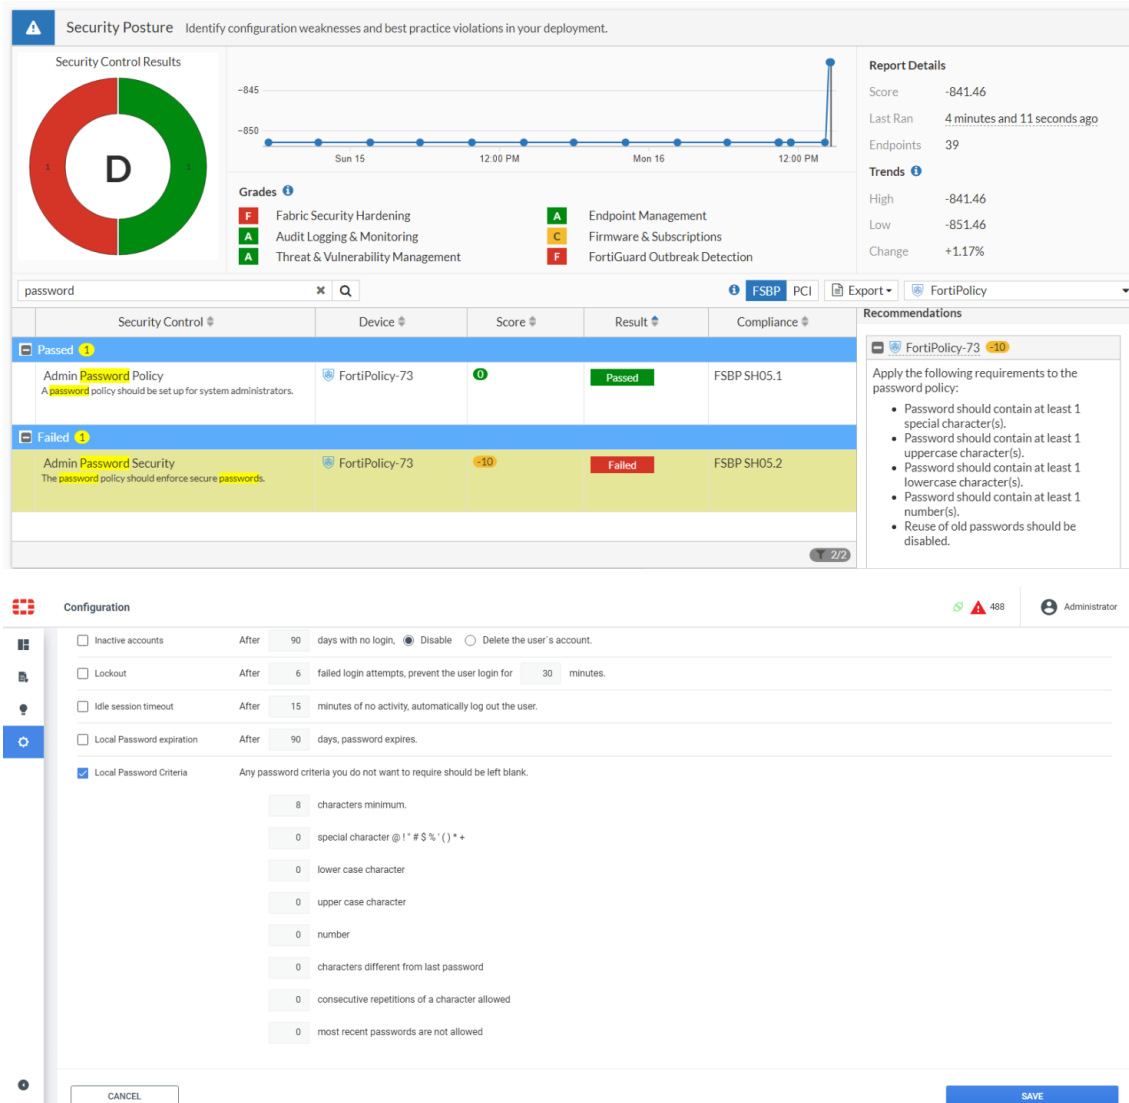 Security Posture Identify configuration weaknesses and best practice violations in your deployment.
Security Control Results
D
1
1
-845
-850
Sun 15
12:00 PM
Mon 16
12:00 PM
Grades
F Fabric Security Hardening
A Audit Logging & Monitoring
A Threat & Vulnerability Management
A Endpoint Management
C Firmware & Subscriptions
F FortiGuard Outbreak Detection
Report Details
Score -841.46
Last Ran 4 minutes and 11 seconds ago
Endpoints 39
Trends
High -841.46
Low -851.46
Change +1.17%
password
FSBP PCI Export FortiPolicy
Security Control Device Score Result Compliance
Passed 1
Admin Password Policy FortiPolicy-73 0 Passed FSBP SH05.1
A password policy should be set up for system administrators.
Failed 1
Admin Password Security FortiPolicy-73 -10 Failed FSBP SH05.2
The password policy should enforce secure passwords.
2/2
Recommendations
FortiPolicy-73 -10
Apply the following requirements to the
password policy:
• Password should contain at least 1
special character(s).
• Password should contain at least 1
uppercase character(s).
• Password should contain at least 1
lowercase character(s).
• Password should contain at least 1
number(s).
• Reuse of old passwords should be
disabled.
Configuration 488 Administrator
Inactive accounts After 90 days with no login, Disable Delete the user`s account.
Lockout After 6 failed login attempts, prevent the user login for 30 minutes.
Idle session timeout After 15 minutes of no activity, automatically log out the user.
Local Password expiration After 90 days, password expires.
Local Password Criteria Any password criteria you do not want to require should be left blank.
8 characters minimum.
0 special character @ ! " # $ % ' ( ) * +
0 lower case character
0 upper case character
0 number
0 characters different from last password
0 consecutive repetitions of a character allowed
0 most recent passwords are not allowed
CANCEL SAVE